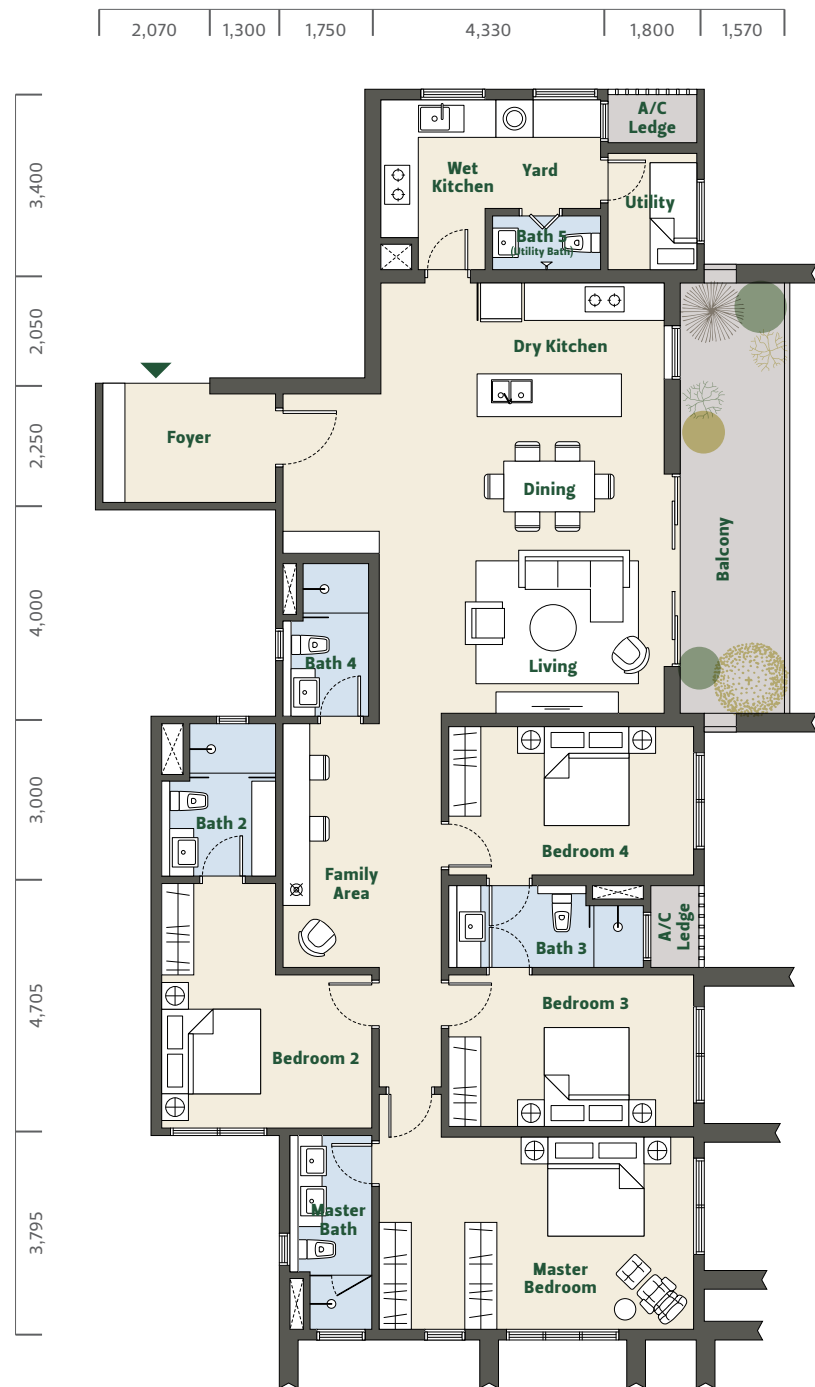 2,070
1,300
1,750
4,330
1,800
1,570
3,400
2,050
2,250
4,000
3,000
4,705
3,795
A/C
Ledge
Wet
Kitchen
Yard
Utility
Bath 5
(Utility Bath)
Dry Kitchen
Foyer
Dining
Balcony
Living
Bath 4
Bath 2
Bedroom 4
Family
Area
A/C
Ledge
Bath 3
Bedroom 3
Bedroom 2
Master
Bath
Master
Bedroom